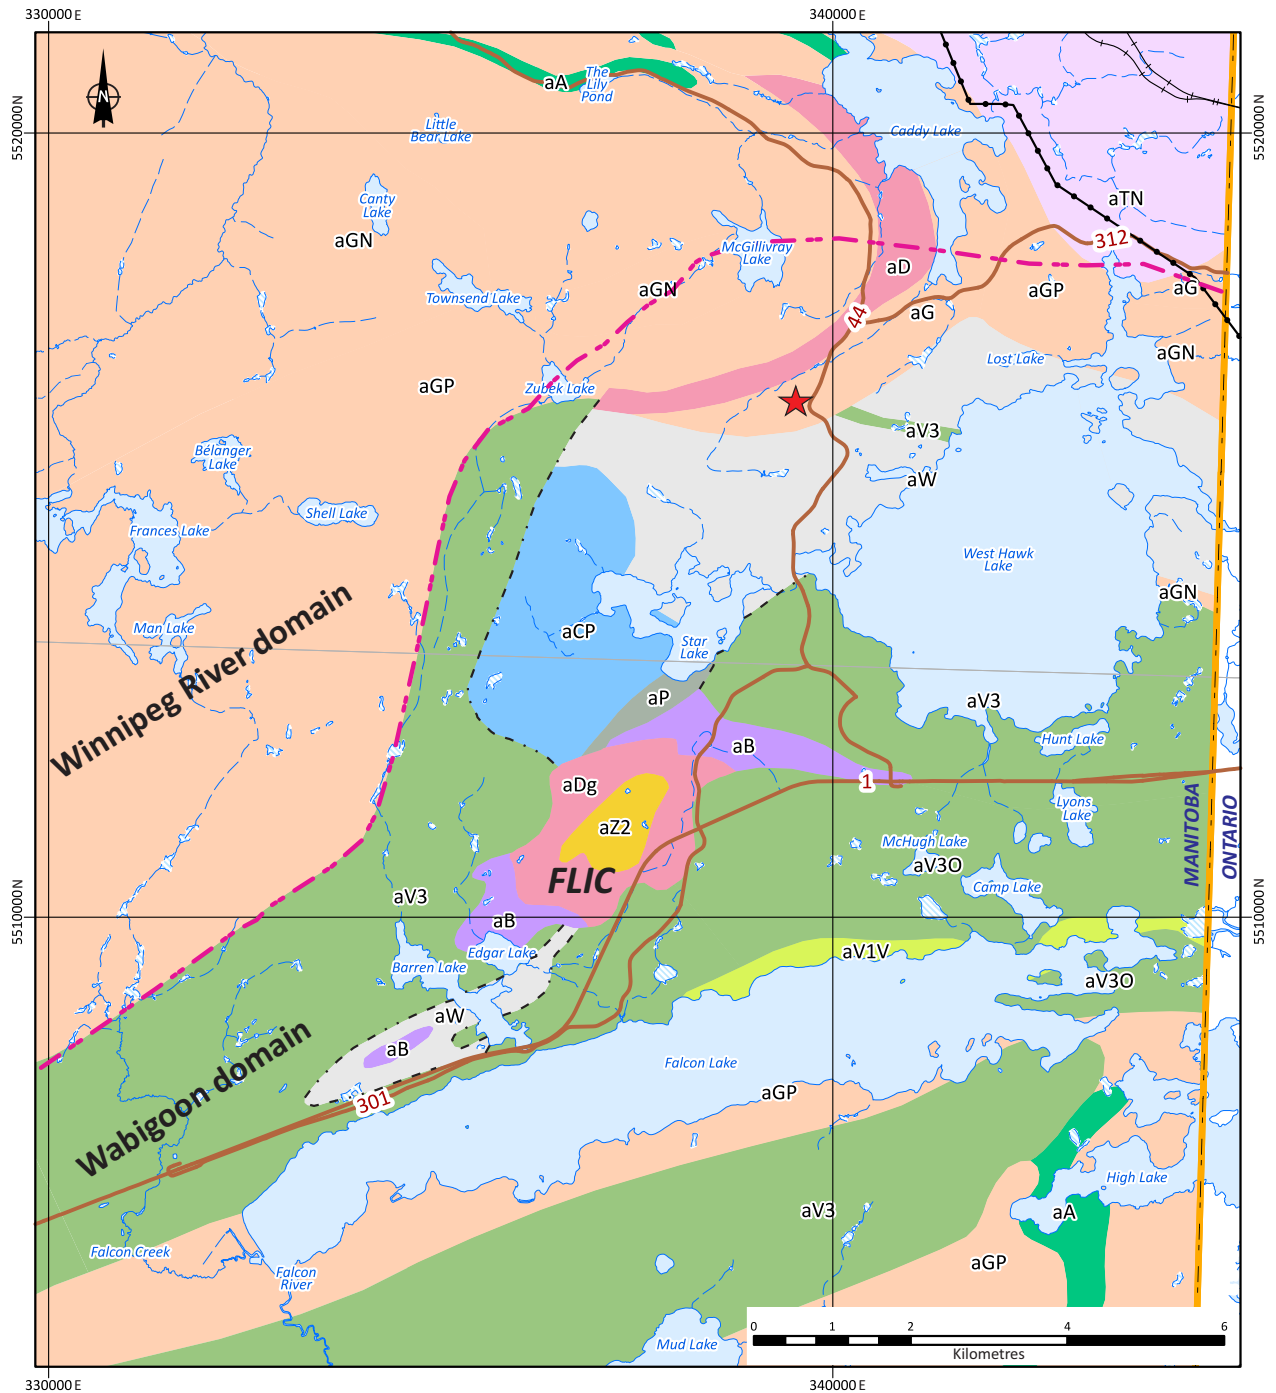 330000 E
340000 E
5520000N
5520000N
N
aA
The
Lily
Pond
Little
Bear Lake
Caddy Lake
Canty
Lake
aTN
aGN
312
McGillivray
Lake
aD
aGN
aGP
aG
Townsend Lake
aG
44
Lost Lake
aGN
aGP
Zubek Lake
aV3
Bélanger
Lake
aW
Shell Lake
Frances Lake
West Hawk
Lake
aGN
Man Lake
aCP
Star
Lake
Winnipeg River domain
aP
aV3
aB
Hunt Lake
aDg
1
MANITOBA
ONTARIO
Lyons
Lake
aZ2
McHugh Lake
aV3O
FLIC
Camp Lake
aV3
5510000N
5510000N
aB
Edgar Lake
aV1V
Barren Lake
aV3O
aW
aB
Falcon Lake
Wabigoon domain
aGP
301
High Lake
aV3
aA
Falcon Creek
aGP
Falcon
River
Mud Lake
0 1 2 4 6
Kilometres
330000 E
340000 E